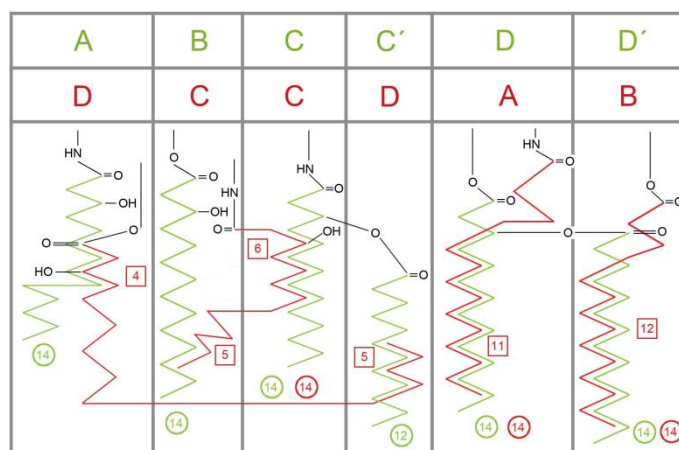 A B C C´ D D´
D C C D A B
HN O O HN O HN O O
OH O HN OH O O O
O O 6 OH O O O
HO 4 O
5 5 11 12
14 14 14 14 14 14 14
14 12